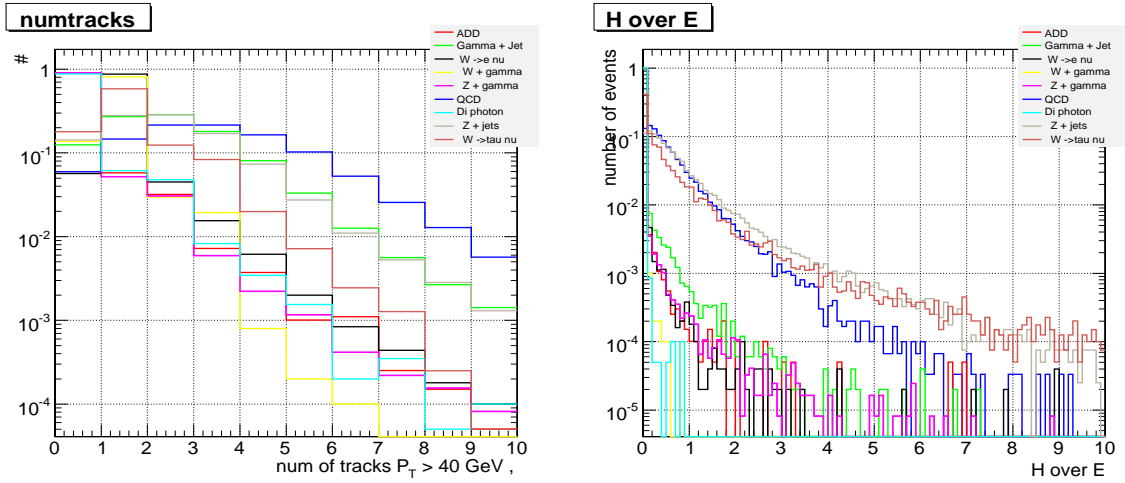 numtracks
#
ADD
Gamma + Jet
W ->e nu
W + gamma
Z + gamma
QCD
Di photon
Z + jets
W ->tau nu
1
10^-1
10^-2
10^-3
10^-4
0 1 2 3 4 5 6 7 8 9 10
num of tracks P_T > 40 GeV ,
H over E
number of events
ADD
Gamma + Jet
W ->e nu
W + gamma
Z + gamma
QCD
Di photon
Z + jets
W ->tau nu
1
10^-1
10^-2
10^-3
10^-4
10^-5
0 1 2 3 4 5 6 7 8 9 10
H over E